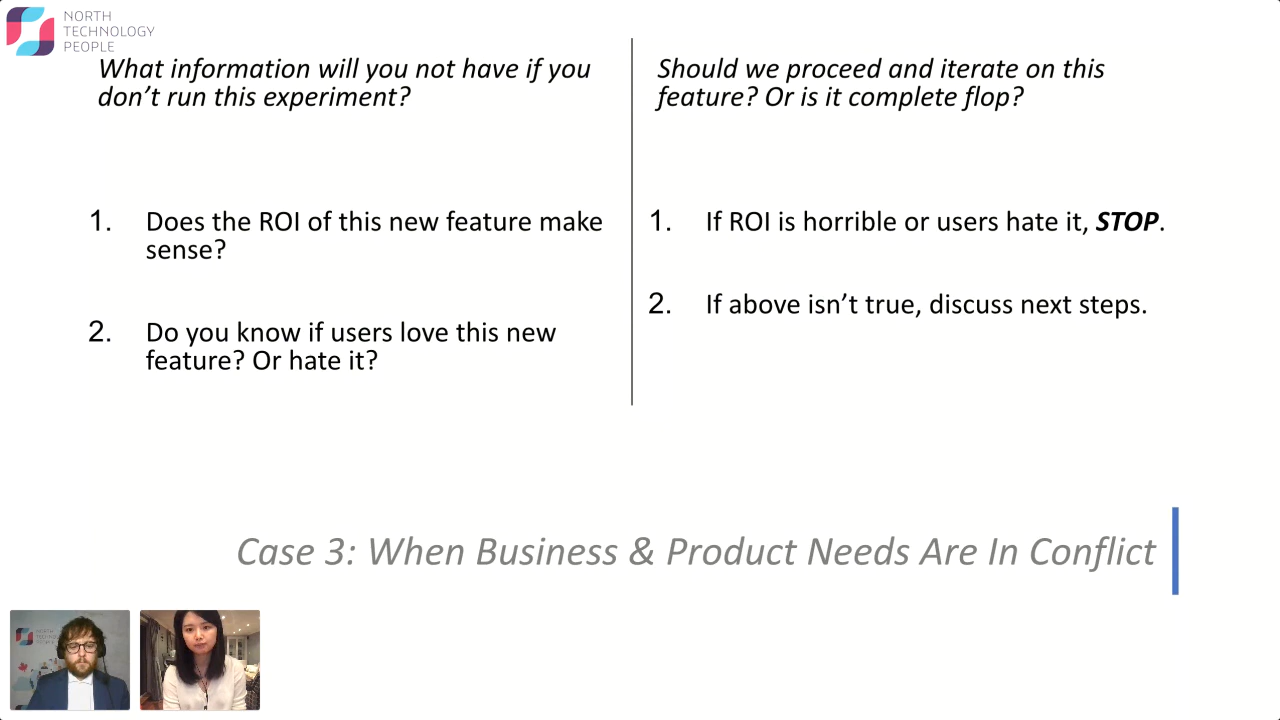 NORTH
TECHNOLOGY
PEOPLE
What information will you not have if you
don’t run this experiment?
1. Does the ROI of this new feature make
sense?
2. Do you know if users love this new
feature? Or hate it?
Should we proceed and iterate on this
feature? Or is it complete flop?
1. If ROI is horrible or users hate it, STOP.
2. If above isn’t true, discuss next steps.
Case 3: When Business & Product Needs Are In Conflict
NORTH
TECHNOLOGY
PEOPLE